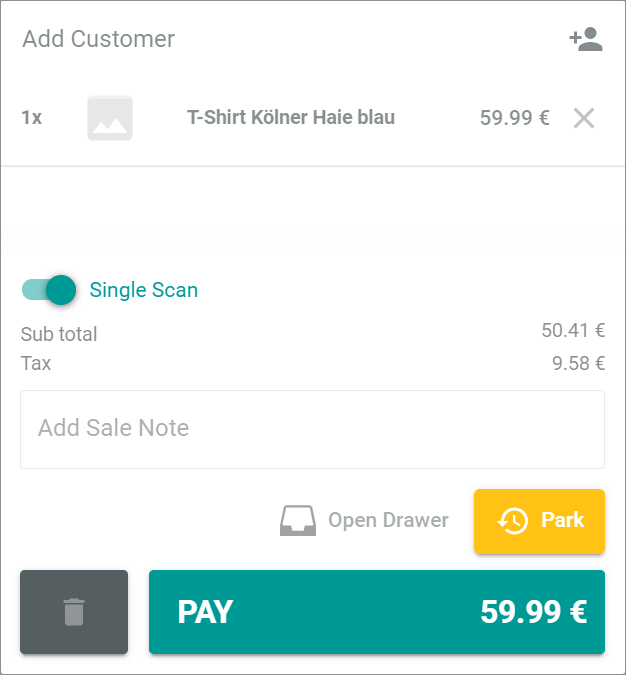 Add Customer
1x T-Shirt Kölner Haie blau 59.99 €
Single Scan
Sub total 50.41 €
Tax 9.58 €
Add Sale Note
Open Drawer Park
PAY 59.99 €